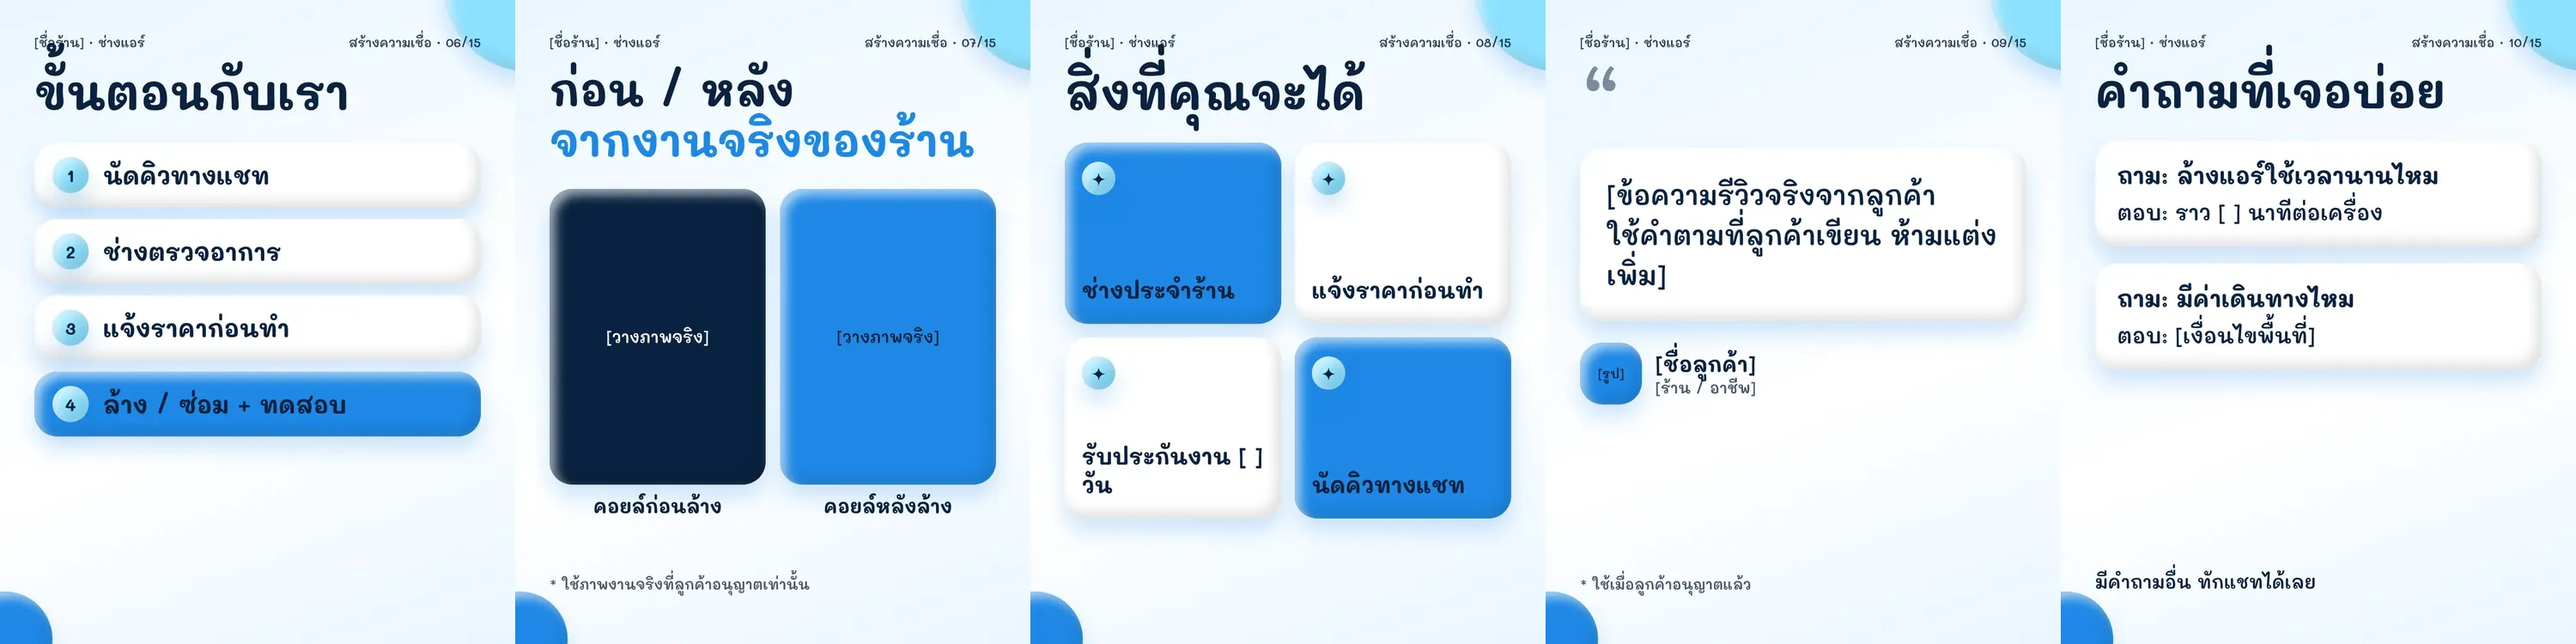 [ชื่อร้าน] · ช่างแอร์
สร้างความเชื่อ · 06/15
ขั้นตอนกับเรา
1 นัดคิวทางแชท
2 ช่างตรวจอาการ
3 แจ้งราคาก่อนทำ
4 ล้าง / ซ่อม + ทดสอบ
[ชื่อร้าน] · ช่างแอร์
สร้างความเชื่อ · 07/15
ก่อน / หลัง
จากงานจริงของร้าน
[วางภาพจริง]
[วางภาพจริง]
คอยล์ก่อนล้าง
คอยล์หลังล้าง
* ใช้ภาพงานจริงที่ลูกค้าอนุญาตเท่านั้น
[ชื่อร้าน] · ช่างแอร์
สร้างความเชื่อ · 08/15
สิ่งที่คุณจะได้
✦
ช่างประจำร้าน
✦
แจ้งราคาก่อนทำ
✦
รับประกันงาน [ ]
วัน
✦
นัดคิวทางแชท
[ชื่อร้าน] · ช่างแอร์
สร้างความเชื่อ · 09/15
“
[ข้อความรีวิวจริงจากลูกค้า
ใช้คำตามที่ลูกค้าเขียน ห้ามแต่ง
เพิ่ม]
[รูป]
[ชื่อลูกค้า]
[ร้าน / อาชีพ]
* ใช้เมื่อลูกค้าอนุญาตแล้ว
[ชื่อร้าน] · ช่างแอร์
สร้างความเชื่อ · 10/15
คำถามที่เจอบ่อย
ถาม: ล้างแอร์ใช้เวลานานไหม
ตอบ: ราว [ ] นาทีต่อเครื่อง
ถาม: มีค่าเดินทางไหม
ตอบ: [เงื่อนไขพื้นที่]
มีคำถามอื่น ทักแชทได้เลย